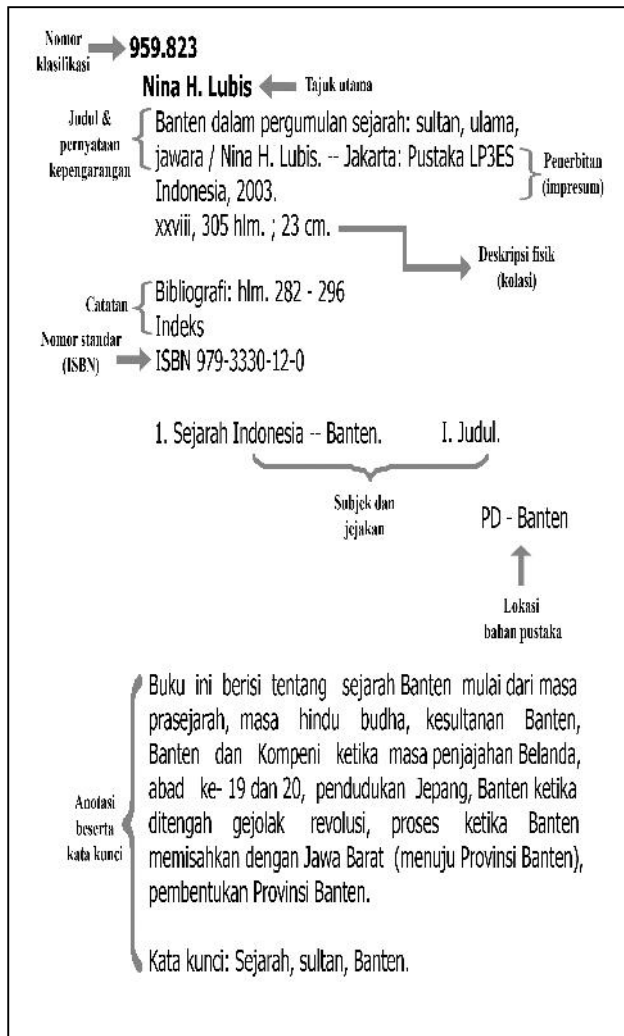 Nomor
klasilikasi
959.823
Nina H. Lubis
Tajuk utama
Judul &
pernyataan
kepengarangan
Banten dalam pergumulan sejarah: sultan, ulama,
jawara / Nina H. Lubis. -- Jakarta: Pustaka LP3ES
Indonesia, 2003.
Penerbitan
(impresum)
xxviii, 305 hlm. ; 23 cm.
Deskripsi fisik
(kolasi)
Catatan
Bibliografi: hlm. 282 - 296
Indeks
Nomor standar
(ISBN)
ISBN 979-3330-12-0
1. Sejarah Indonesia -- Banten. I. Judul.
Subjek dan
jejakan
PD - Banten
Lokasi
bahan pustaka
Anotasi
beserta
kata kunci
Buku ini berisi tentang sejarah Banten mulai dari masa
prasejarah, masa hindu budha, kesultanan Banten,
Banten dan Kompeni ketika masa penjajahan Belanda,
abad ke- 19 dan 20, pendudukan Jepang, Banten ketika
ditengah gejolak revolusi, proses ketika Banten
memisahkan dengan Jawa Barat (menuju Provinsi Banten),
pembentukan Provinsi Banten.
Kata kunci: Sejarah, sultan, Banten.